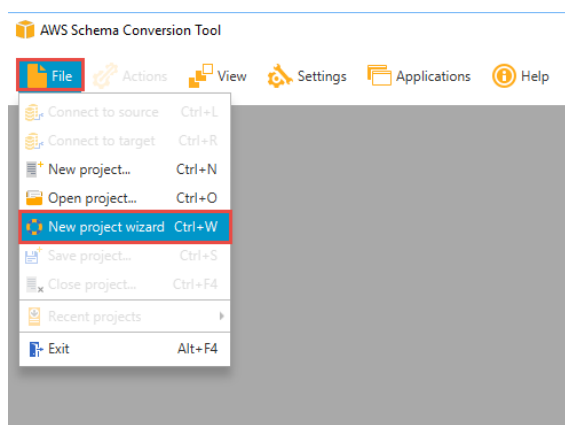 AWS Schema Conversion Tool
File Actions View Settings Applications Help
Connect to source Ctrl+L
Connect to target Ctrl+R
New project... Ctrl+N
Open project... Ctrl+O
New project wizard Ctrl+W
Save project... Ctrl+S
Close project... Ctrl+F4
Recent projects
Exit Alt+F4